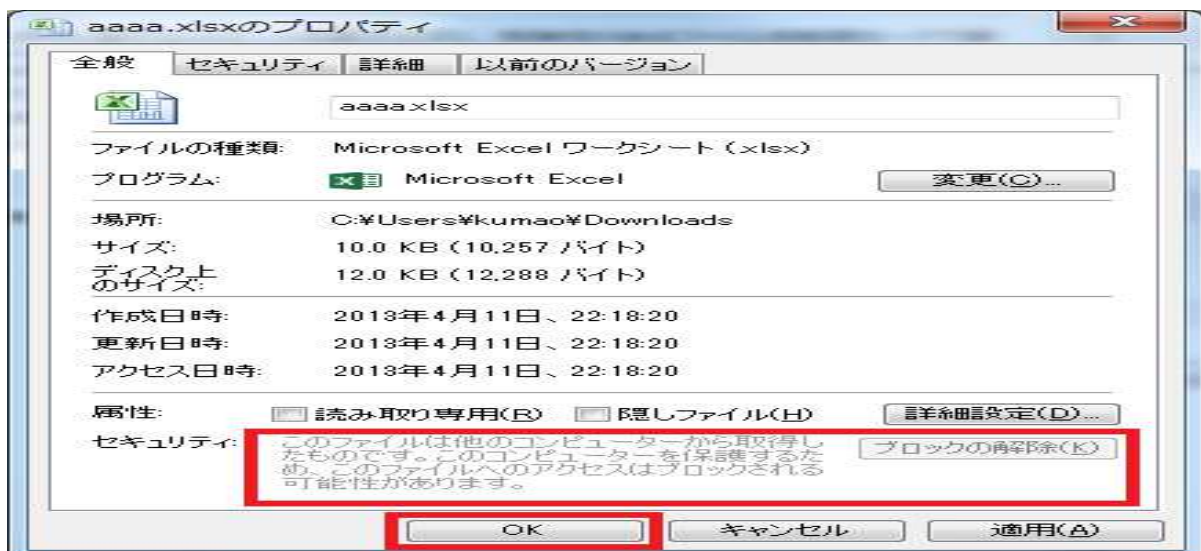 aaaa.xlsxのプロパティ
全般 セキュリティ 詳細 以前のバージョン
aaaa.xlsx
ファイルの種類: Microsoft Excel ワークシート (.xlsx)
プログラム: Microsoft Excel 変更(C)...
場所: C:¥Users¥kumao¥Downloads
サイズ: 10.0 KB (10,257 バイト)
ディスク上
のサイズ: 12.0 KB (12,288 バイト)
作成日時: 2013年4月11日、22:18:20
更新日時: 2013年4月11日、22:18:20
アクセス日時: 2013年4月11日、22:18:20
属性: 読み取り専用(R) 隠しファイル(H) 詳細設定(D)...
セキュリティ: このファイルは他のコンピューターから取得し
たものです。このコンピューターを保護するた
め、このファイルへのアクセスはブロックされる
可能性があります。
ブロックの解除(K)
OK キャンセル 適用(A)